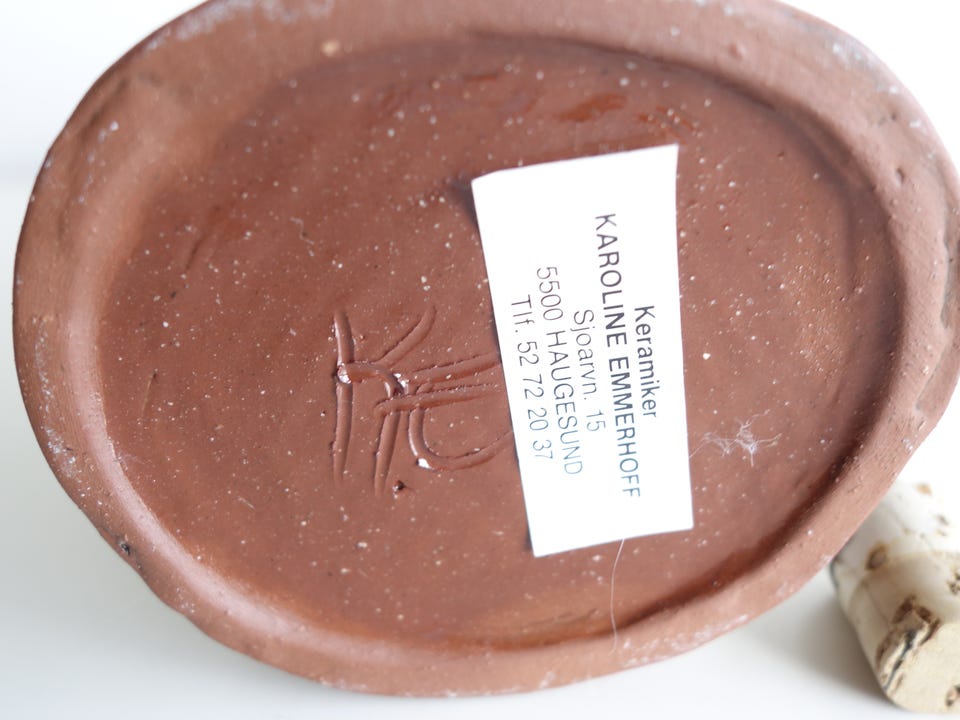 Keramiker
KAROLINE EMMERHOFF
Sjoarvn. 15
5500 HAUGESUND
Tlf. 52 72 20 37